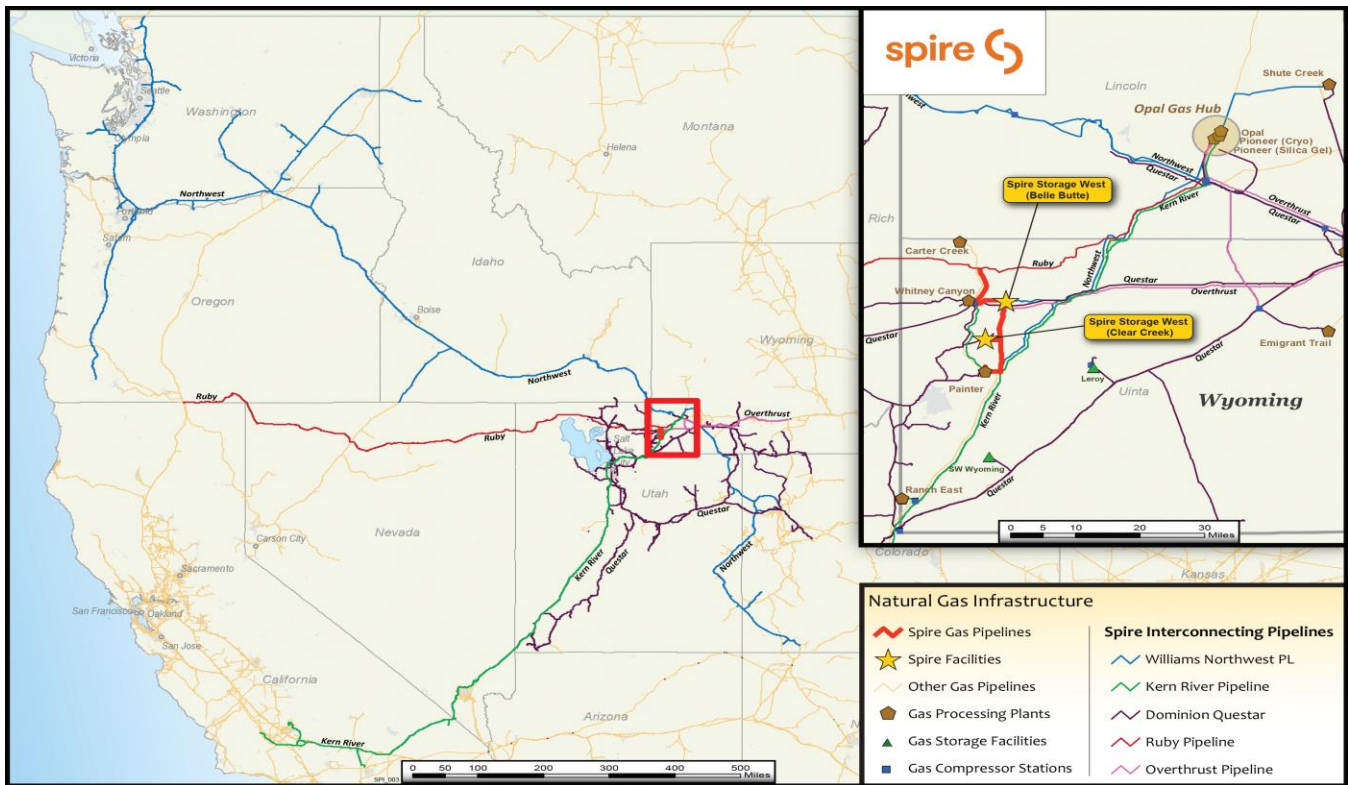 Victoria
Seattle
Olympia
Washington
Northwest
Portland
Salem
Oregon
Idaho
Boise
Montana
Helena
Wyoming
Northwest
Ruby
Ruby
Overthrust
Salt
Lake
City
Utah
Questar
Northwest
Kern River
Questar
Nevada
Carson City
Sacramento
San Francisco
Oakland
San Jose
California
Kern River
Arizona
Colorado
Kansas
SPI_003
0 50 100 200 300 400 500
Miles
spire
Lincoln
Shute Creek
Opal Gas Hub
Opal
Pioneer (Cryo)
Pioneer (Silica Gel)
Northwest
Questar
Spire Storage West
(Belle Butte)
Kern River
Overthrust
Questar
Rich
Carter Creek
Ruby
Northwest
Questar
Overthrust
Whitney Canyon
Spire Storage West
(Clear Creek)
Questar
Emigrant Trail
Questar
Leroy
Uinta
Painter
Wyoming
Kern River
SW Wyoming
Questar
Ranch East
0 5 10 20 30
Miles
Natural Gas Infrastructure
Spire Gas Pipelines
Spire Facilities
Other Gas Pipelines
Gas Processing Plants
Gas Storage Facilities
Gas Compressor Stations
Spire Interconnecting Pipelines
Williams Northwest PL
Kern River Pipeline
Dominion Questar
Ruby Pipeline
Overthrust Pipeline